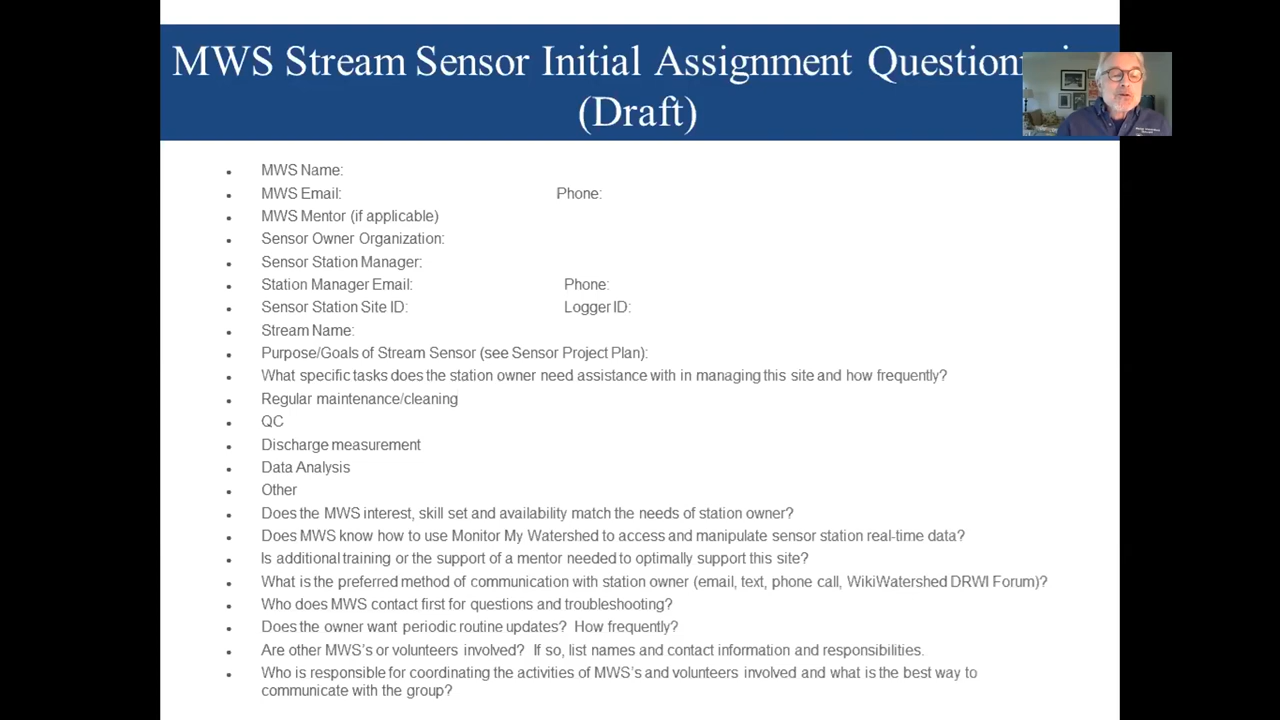 MWS Stream Sensor Initial Assignment
(Draft)
MWS Name:
MWS Email: Phone:
MWS Mentor (if applicable)
Sensor Owner Organization:
Sensor Station Manager:
Station Manager Email: Phone:
Sensor Station Site ID: Logger ID:
Stream Name:
Purpose/Goals of Stream Sensor (see Sensor Project Plan):
What specific tasks does the station owner need assistance with in managing this site and how frequently?
Regular maintenance/cleaning
QC
Discharge measurement
Data Analysis
Other
Does the MWS interest, skill set and availability match the needs of station owner?
Does MWS know how to use Monitor My Watershed to access and manipulate sensor station real-time data?
Is additional training or the support of a mentor needed to optimally support this site?
What is the preferred method of communication with station owner (email, text, phone call, WikiWatershed DRWI Forum)?
Who does MWS contact first for questions and troubleshooting?
Does the owner want periodic routine updates? How frequently?
Are other MWS's or volunteers involved? If so, list names and contact information and responsibilities.
Who is responsible for coordinating the activities of MWS's and volunteers involved and what is the best way to
communicate with the group?